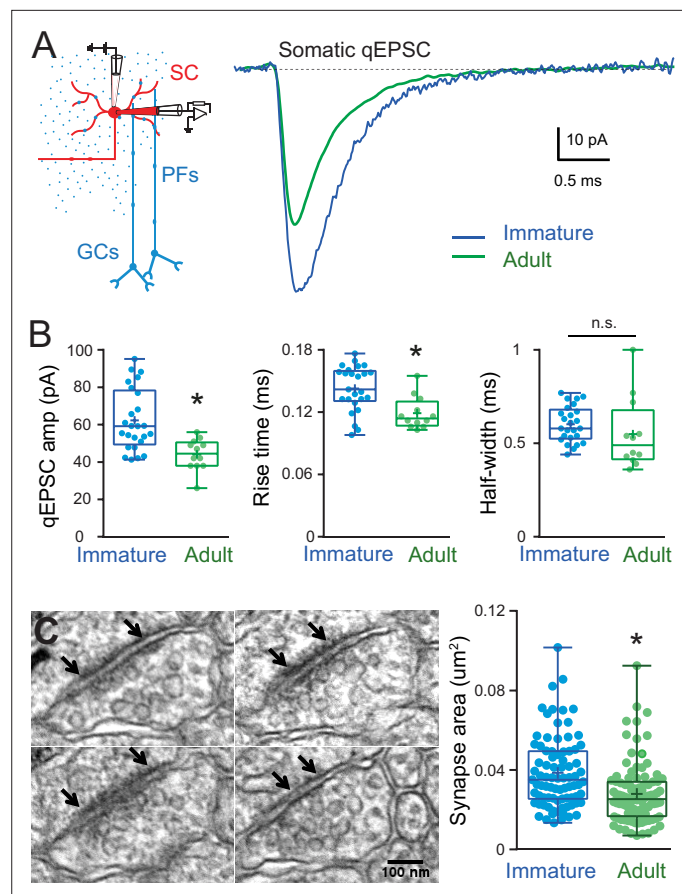 A
Somatic qEPSC
SC
PFs
GCs
10 pA
0.5 ms
Immature
Adult
B
qEPSC amp (pA)
100
80
60
40
20
0
*
Immature Adult
Rise time (ms)
0.18
0.12
0.06
0
*
Immature Adult
Half-width (ms)
1.0
0.5
0
n.s.
Immature Adult
C
100 nm
Synapse area (um²)
0.12
0.08
0.04
0
*
Immature Adult